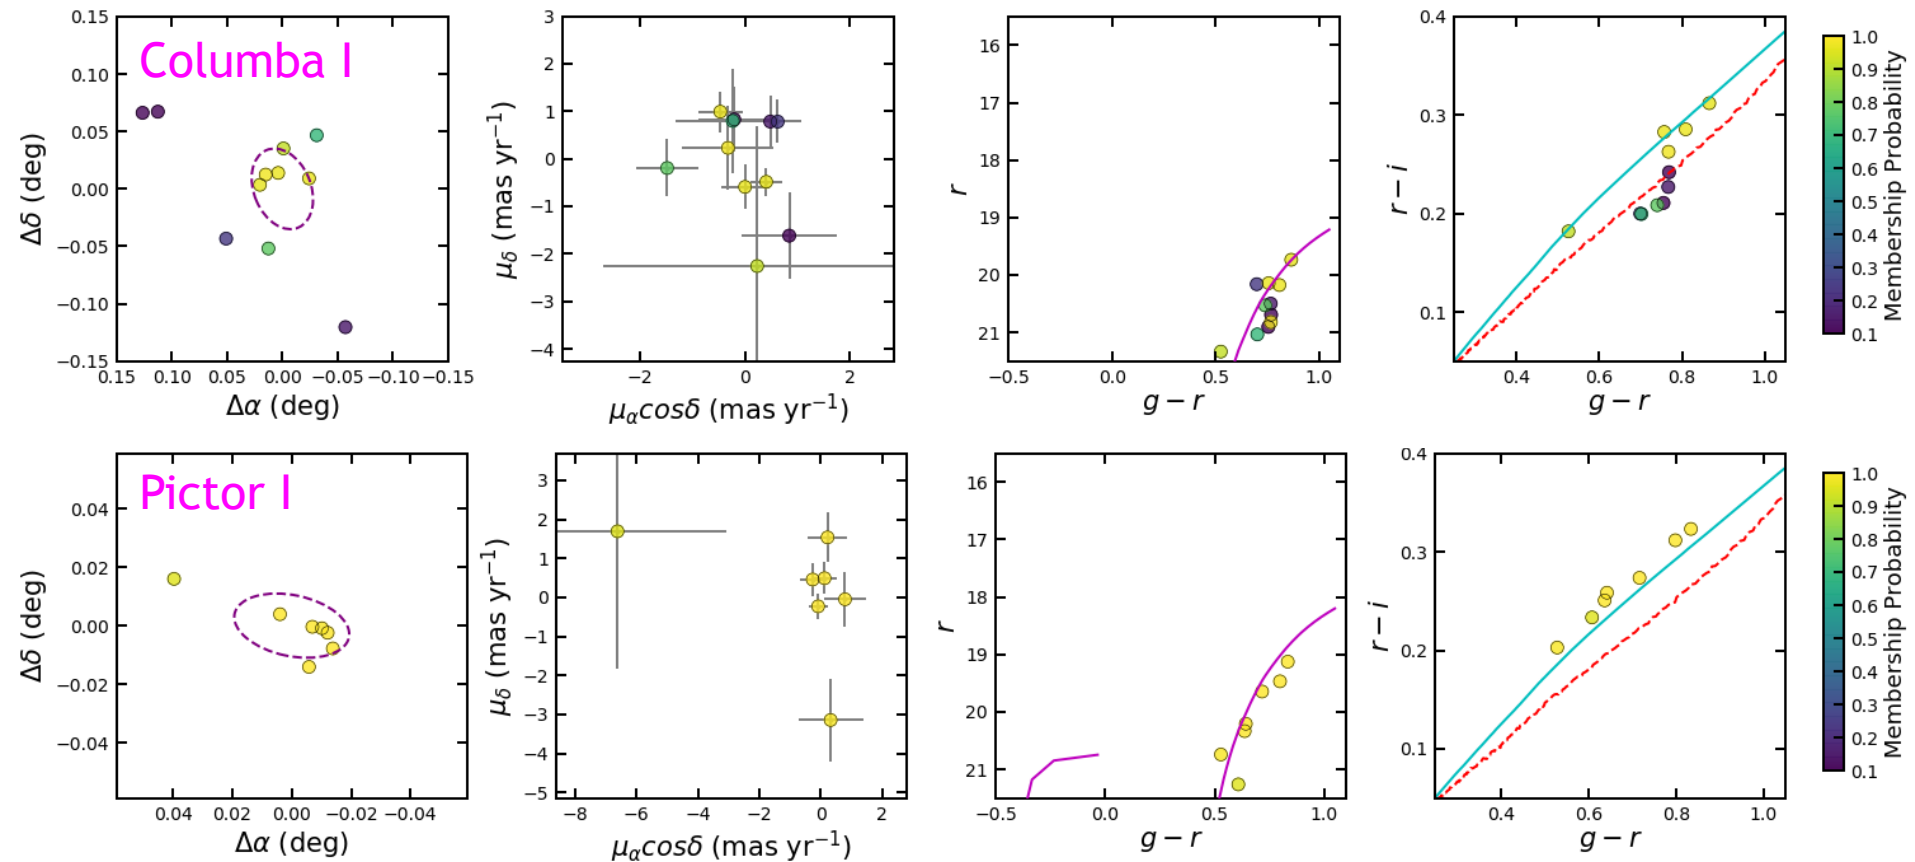 Columba I
0.15
0.10
0.05
0.00
−0.05
−0.10
−0.15
0.15 0.10 0.05 0.00 −0.05 −0.10 −0.15
Δδ (deg)
Δα (deg)
3
2
1
0
−1
−2
−3
−4
−2 0 2
μδ (mas yr⁻¹)
μαcosδ (mas yr⁻¹)
16
17
18
19
20
21
−0.5 0.0 0.5 1.0
r
g − r
0.4
0.3
0.2
0.1
0.4 0.6 0.8 1.0
r − i
g − r
1.0
0.9
0.8
0.7
0.6
0.5
0.4
0.3
0.2
0.1
Membership Probability
Pictor I
0.04
0.02
0.00
−0.02
−0.04
0.04 0.02 0.00 −0.02 −0.04
Δδ (deg)
Δα (deg)
3
2
1
0
−1
−2
−3
−4
−5
−8 −6 −4 −2 0 2
μδ (mas yr⁻¹)
μαcosδ (mas yr⁻¹)
16
17
18
19
20
21
−0.5 0.0 0.5 1.0
r
g − r
0.4
0.3
0.2
0.1
0.4 0.6 0.8 1.0
r − i
g − r
1.0
0.9
0.8
0.7
0.6
0.5
0.4
0.3
0.2
0.1
Membership Probability